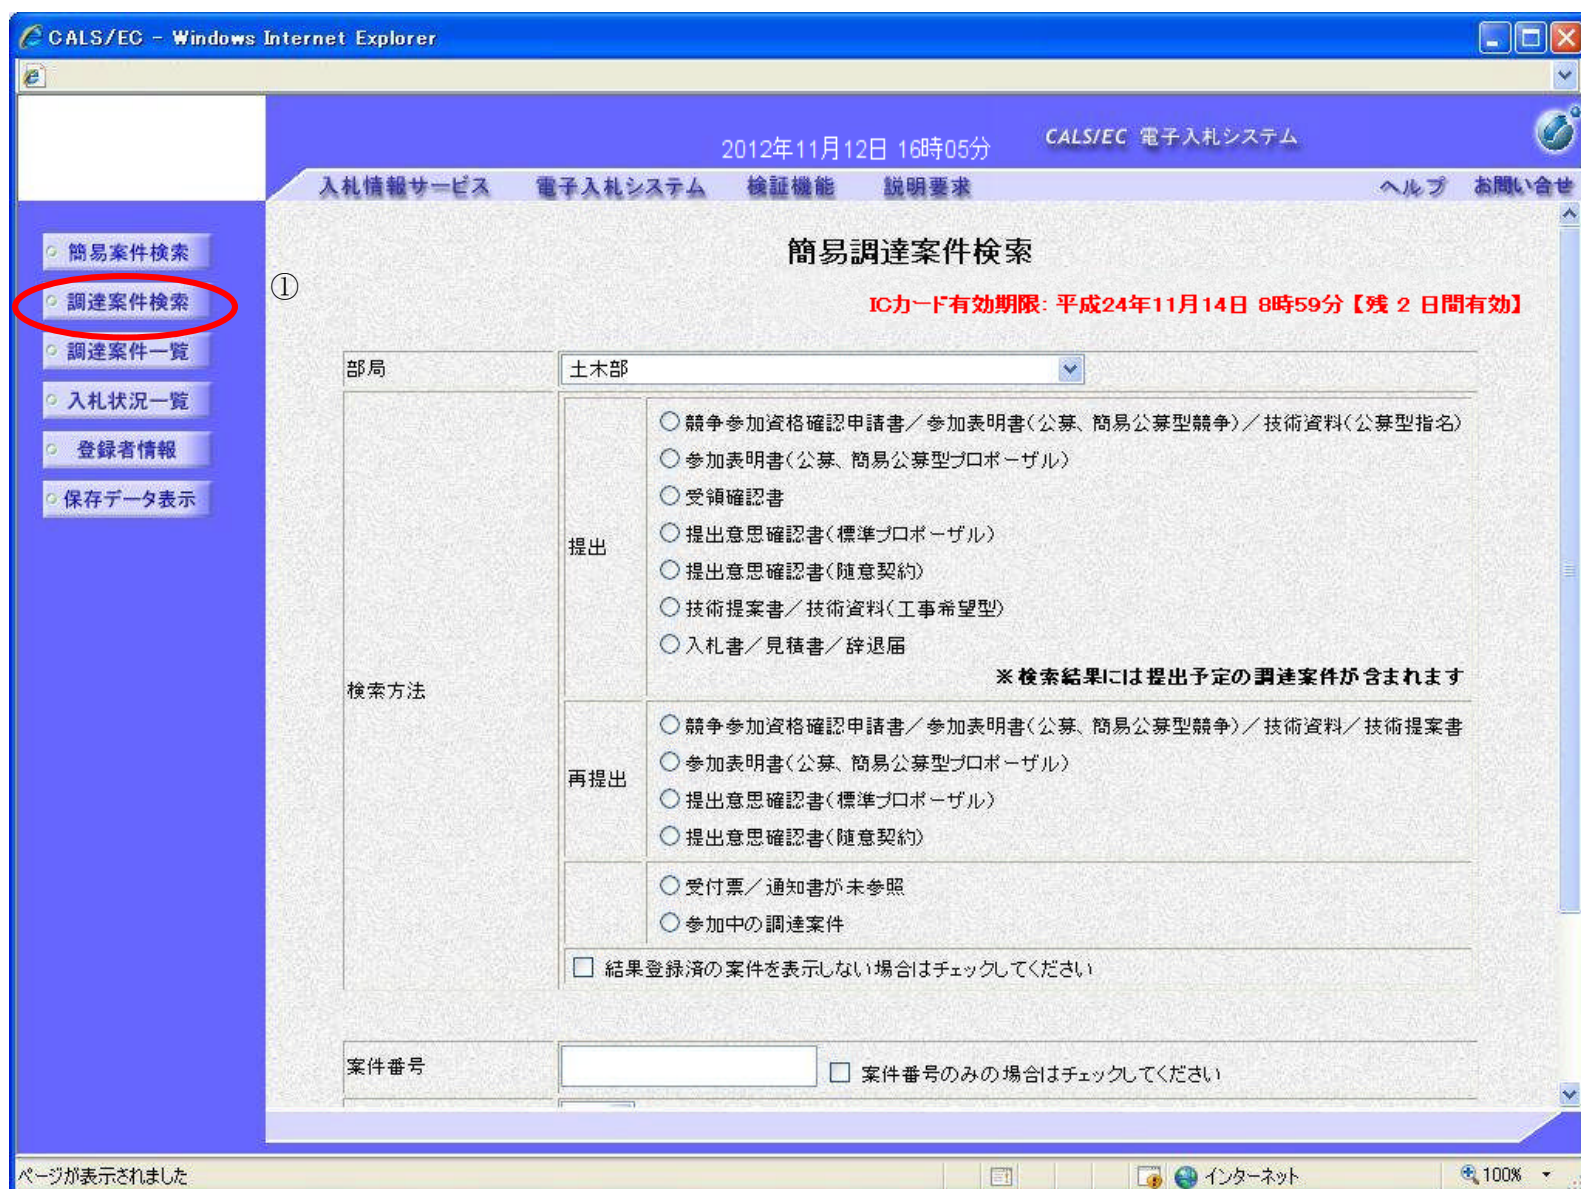 CALS/EC - Windows Internet Explorer
2012年11月12日 16時05分
CALS/EC 電子入札システム
入札情報サービス 電子入札システム 検証機能 説明要求 ヘルプ お問い合せ
簡易案件検索
調達案件検索
調達案件一覧
入札状況一覧
登録者情報
保存データ表示
①
簡易調達案件検索
ICカード有効期限: 平成24年11月14日 8時59分【残 2 日間有効】
部局 土木部
検索方法
提出
競争参加資格確認申請書／参加表明書(公募、簡易公募型競争)／技術資料(公募型指名)
参加表明書(公募、簡易公募型プロポーザル)
受領確認書
提出意思確認書(標準プロポーザル)
提出意思確認書(随意契約)
技術提案書／技術資料(工事希望型)
入札書／見積書／辞退届
※検索結果には提出予定の調達案件が含まれます
再提出
競争参加資格確認申請書／参加表明書(公募、簡易公募型競争)／技術資料／技術提案書
参加表明書(公募、簡易公募型プロポーザル)
提出意思確認書(標準プロポーザル)
提出意思確認書(随意契約)
受付票／通知書が未参照
参加中の調達案件
結果登録済の案件を表示しない場合はチェックしてください
案件番号 案件番号のみの場合はチェックしてください
ページが表示されました インターネット 100%